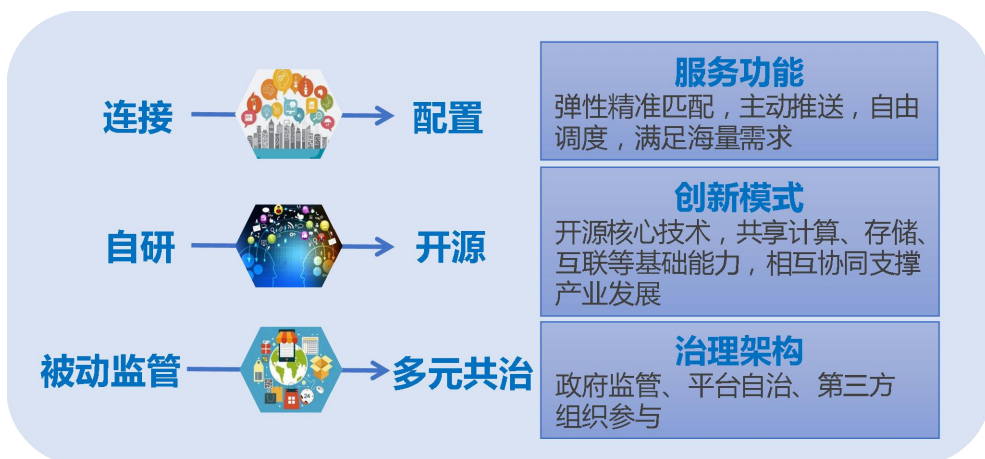 连接
配置
服务功能
弹性精准匹配，主动推送，自由
调度，满足海量需求
自研
开源
创新模式
开源核心技术，共享计算、存储、
互联等基础能力，相互协同支撑
产业发展
被动监管
多元共治
治理架构
政府监管、平台自治、第三方
组织参与